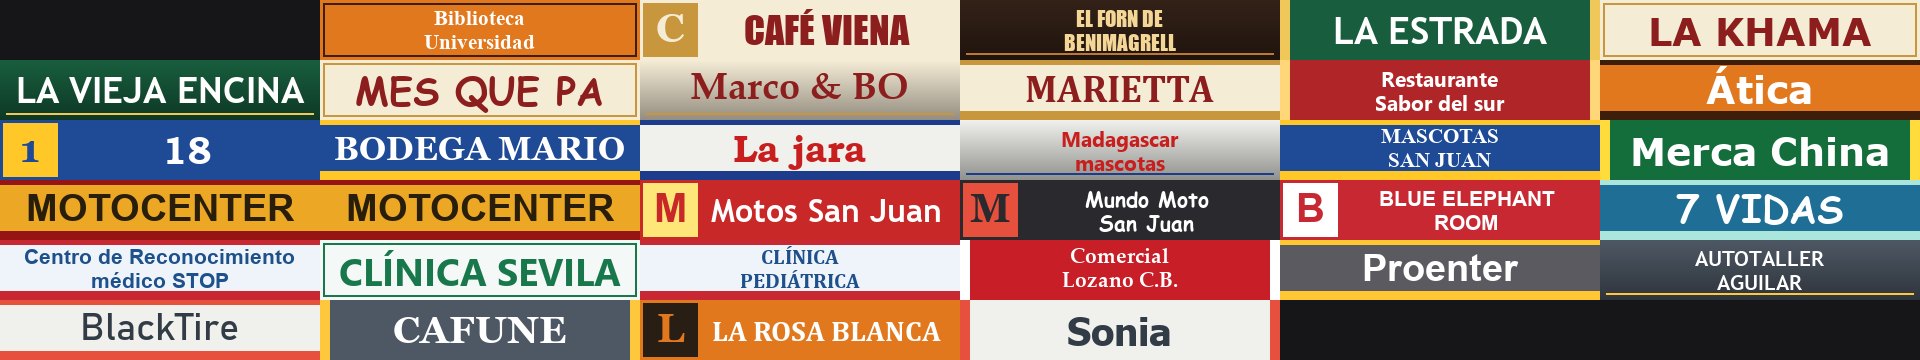 Biblioteca
Universidad
C
CAFÉ VIENA
EL FORN DE
BENIMAGRELL
LA ESTRADA
LA KHAMA
LA VIEJA ENCINA
MES QUE PA
Marco & BO
MARIETTA
Restaurante
Sabor del sur
Ática
1
18
BODEGA MARIO
La jara
Madagascar
mascotas
MASCOTAS
SAN JUAN
Merca China
MOTOCENTER
MOTOCENTER
M
Motos San Juan
M
Mundo Moto
San Juan
B
BLUE ELEPHANT
ROOM
7 VIDAS
Centro de Reconocimiento
médico STOP
CLÍNICA SEVILA
CLÍNICA
PEDIÁTRICA
Comercial
Lozano C.B.
Proenter
AUTOTALLER
AGUILAR
BlackTire
CAFUNE
L
LA ROSA BLANCA
Sonia